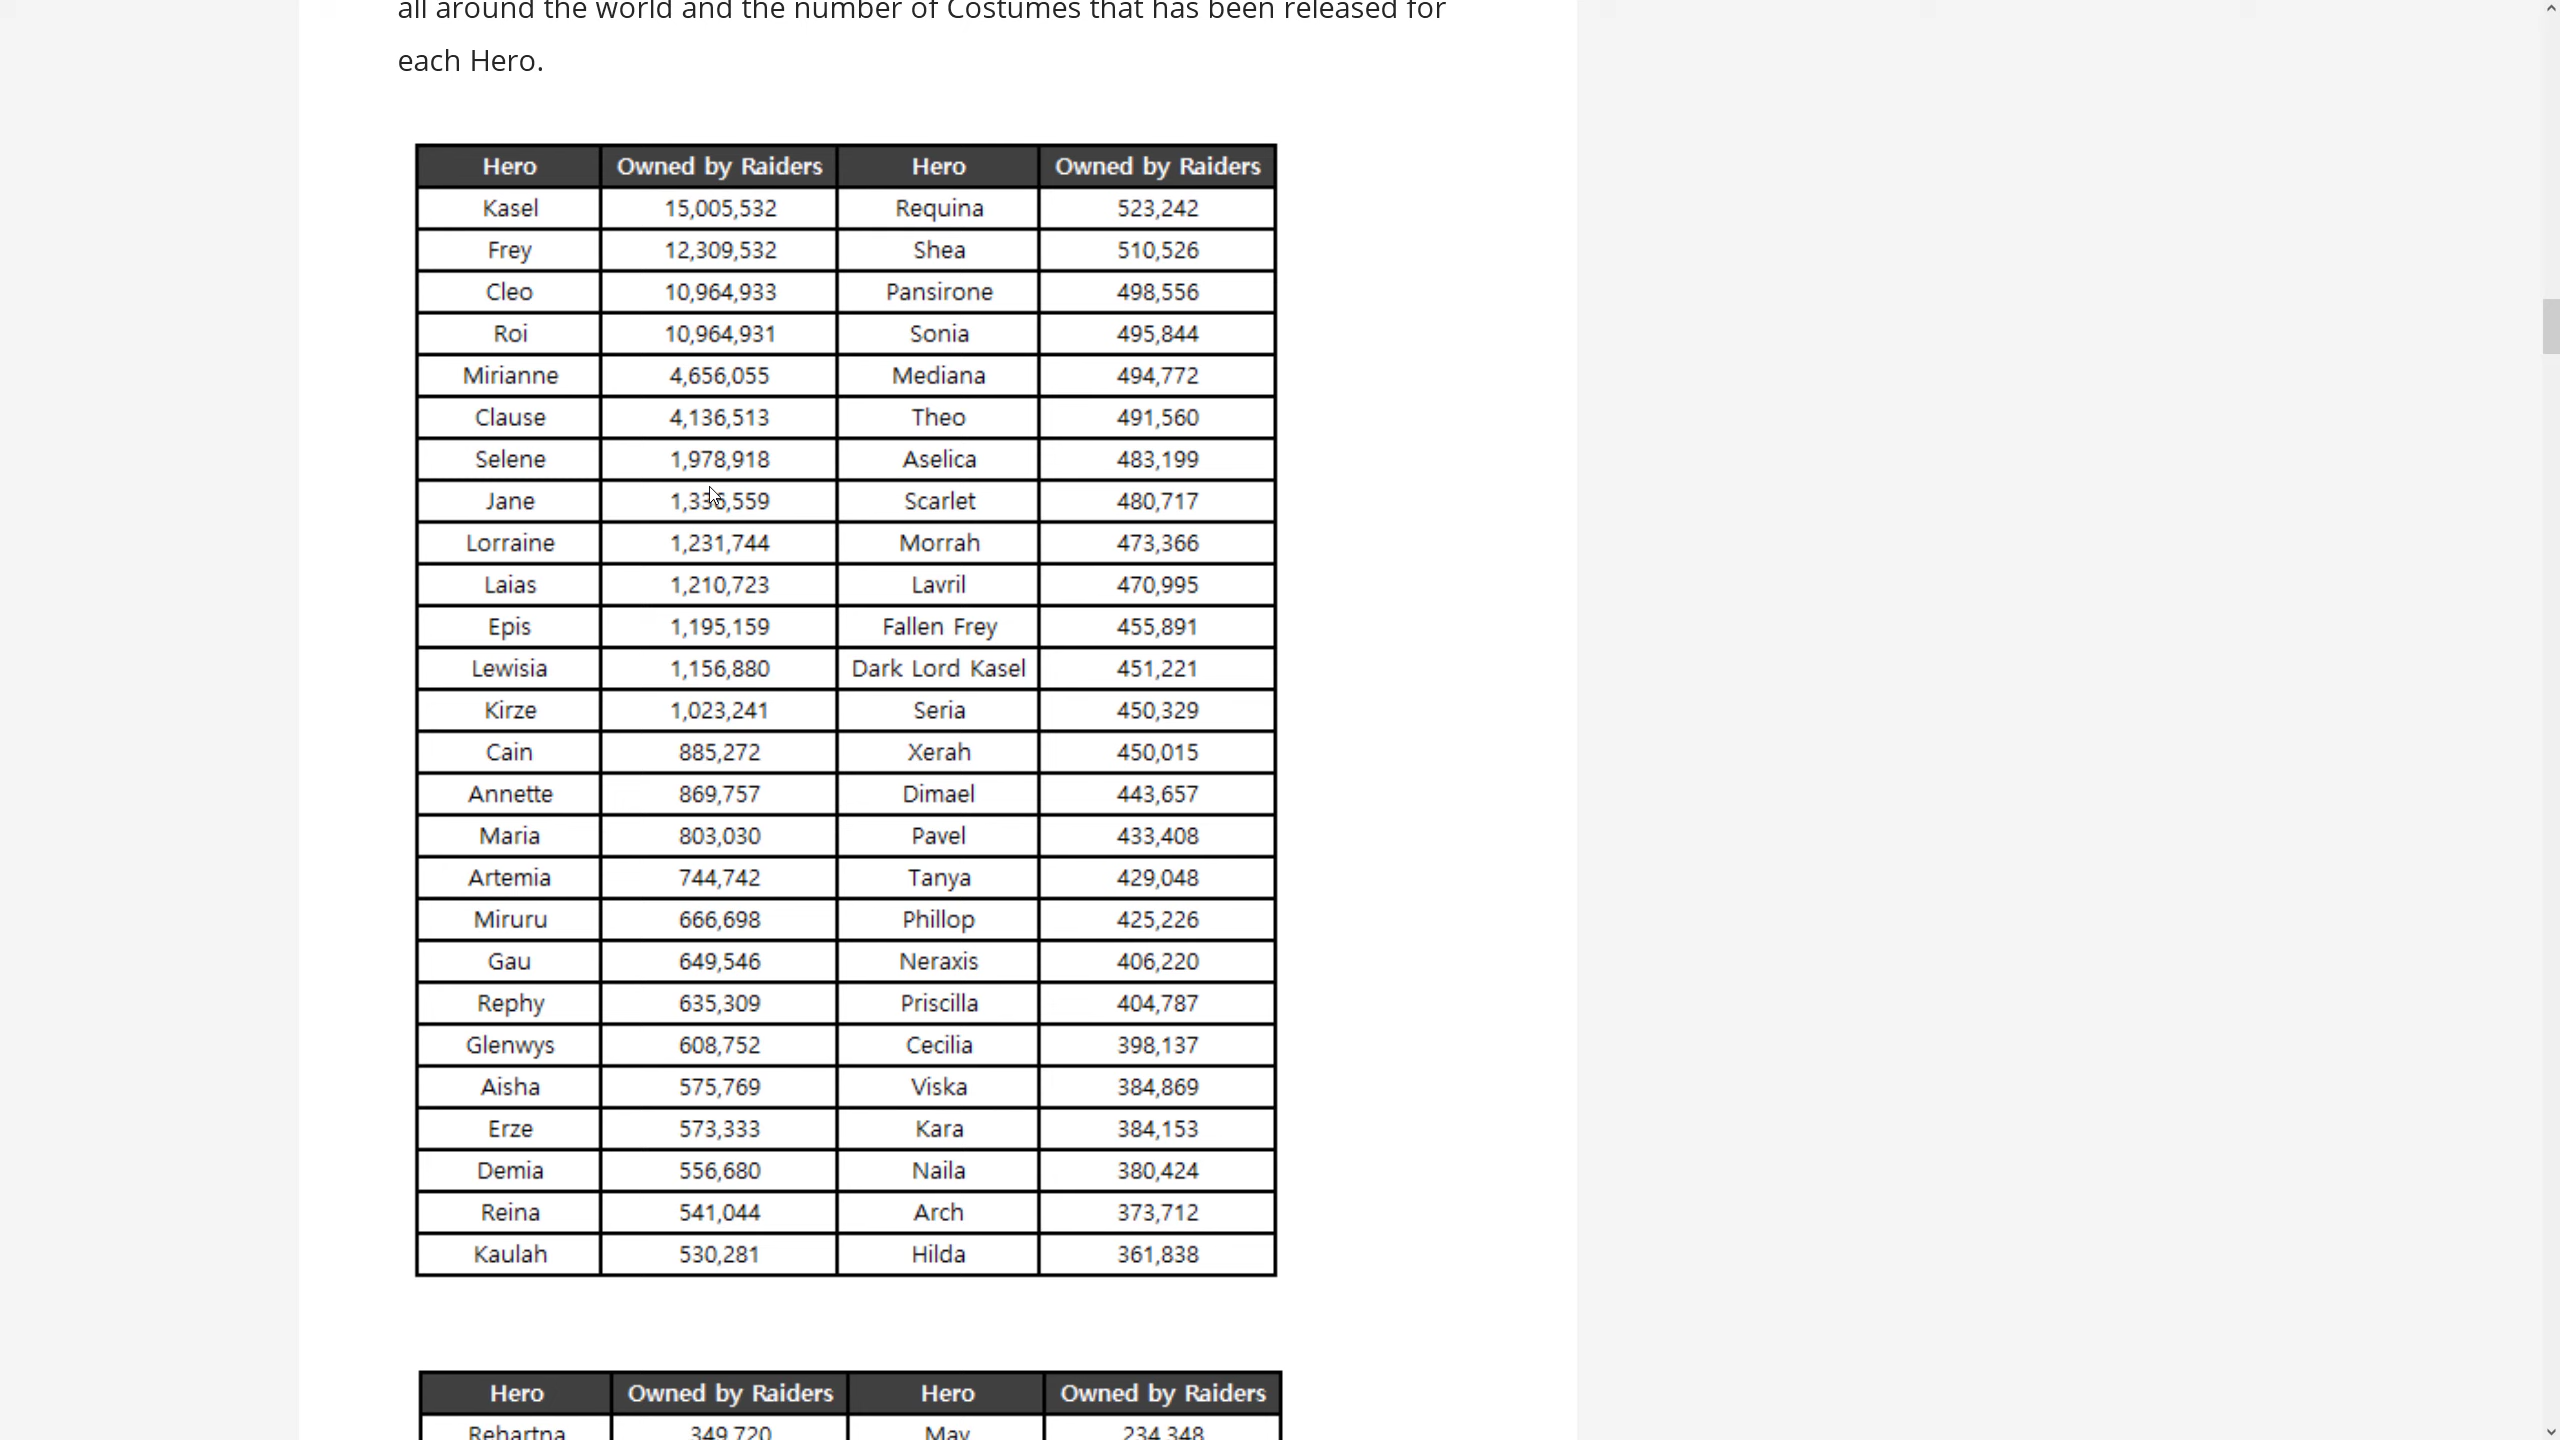 all around the world and the number of Costumes that has been released for
each Hero.
Hero Owned by Raiders Hero Owned by Raiders
Kasel 15,005,532 Requina 523,242
Frey 12,309,532 Shea 510,526
Cleo 10,964,933 Pansirone 498,556
Roi 10,964,931 Sonia 495,844
Mirianne 4,656,055 Mediana 494,772
Clause 4,136,513 Theo 491,560
Selene 1,978,918 Aselica 483,199
Jane 1,336,559 Scarlet 480,717
Lorraine 1,231,744 Morrah 473,366
Laias 1,210,723 Lavril 470,995
Epis 1,195,159 Fallen Frey 455,891
Lewisia 1,156,880 Dark Lord Kasel 451,221
Kirze 1,023,241 Seria 450,329
Cain 885,272 Xerah 450,015
Annette 869,757 Dimael 443,657
Maria 803,030 Pavel 433,408
Artemia 744,742 Tanya 429,048
Miruru 666,698 Phillop 425,226
Gau 649,546 Neraxis 406,220
Rephy 635,309 Priscilla 404,787
Glenwys 608,752 Cecilia 398,137
Aisha 575,769 Viska 384,869
Erze 573,333 Kara 384,153
Demia 556,680 Naila 380,424
Reina 541,044 Arch 373,712
Kaulah 530,281 Hilda 361,838
Hero Owned by Raiders Hero Owned by Raiders
Rehartna 349,720 May 234,348